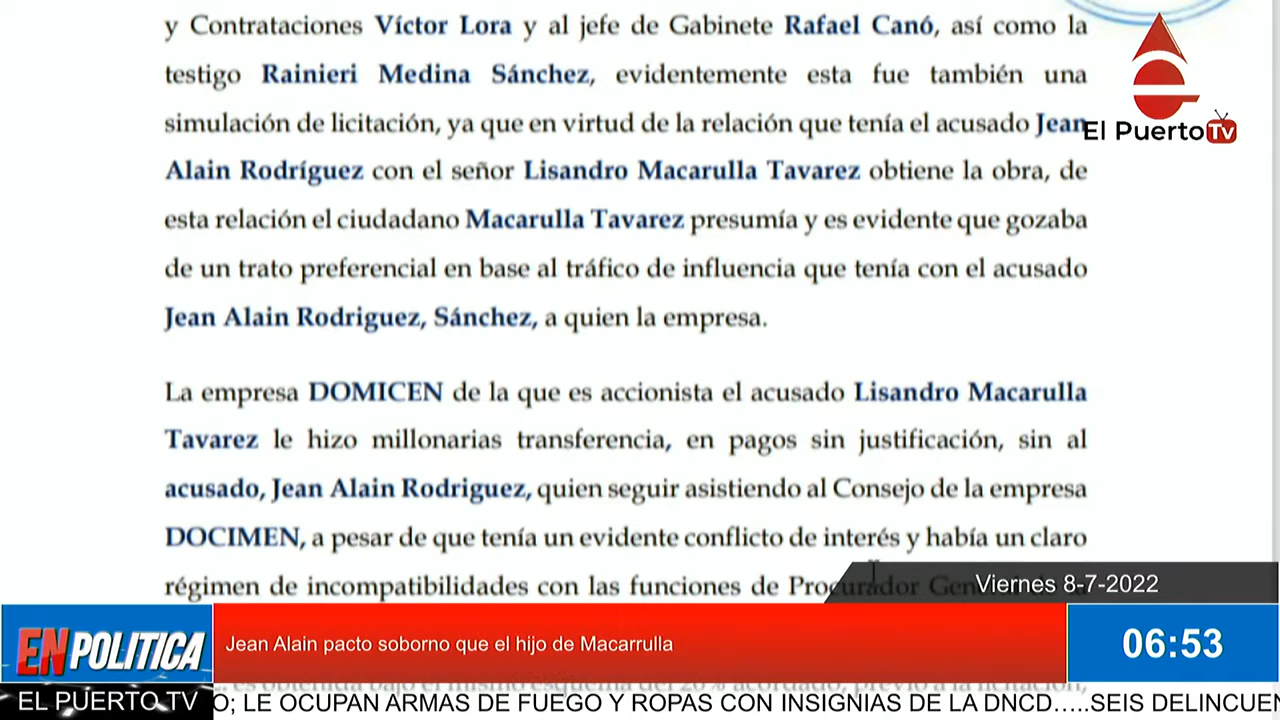 y Contrataciones Víctor Lora y al jefe de Gabinete Rafael Canó, así como la
testigo Rainieri Medina Sánchez, evidentemente esta fue también una
simulación de licitación, ya que en virtud de la relación que tenía el acusado Jean
Alain Rodríguez con el señor Lisandro Macarulla Tavarez obtiene la obra, de
esta relación el ciudadano Macarulla Tavarez presumía y es evidente que gozaba
de un trato preferencial en base al tráfico de influencia que tenía con el acusado
Jean Alain Rodriguez, Sánchez, a quien la empresa.
La empresa DOMICEN de la que es accionista el acusado Lisandro Macarulla
Tavarez le hizo millonarias transferencia, en pagos sin justificación, sin al
acusado, Jean Alain Rodriguez, quien seguir asistiendo al Consejo de la empresa
DOCIMEN, a pesar de que tenía un evidente conflicto de interés y había un claro
régimen de incompatibilidades con las funciones de Procurador
El Puerto TV
Viernes 8-7-2022
EN POLITICA
Jean Alain pacto soborno que el hijo de Macarrulla
06:53
EL PUERTO TV
O; LE OCUPAN ARMAS DE FUEGO Y ROPAS CON INSIGNIAS DE LA DNCD.....SEIS DELINCUEN